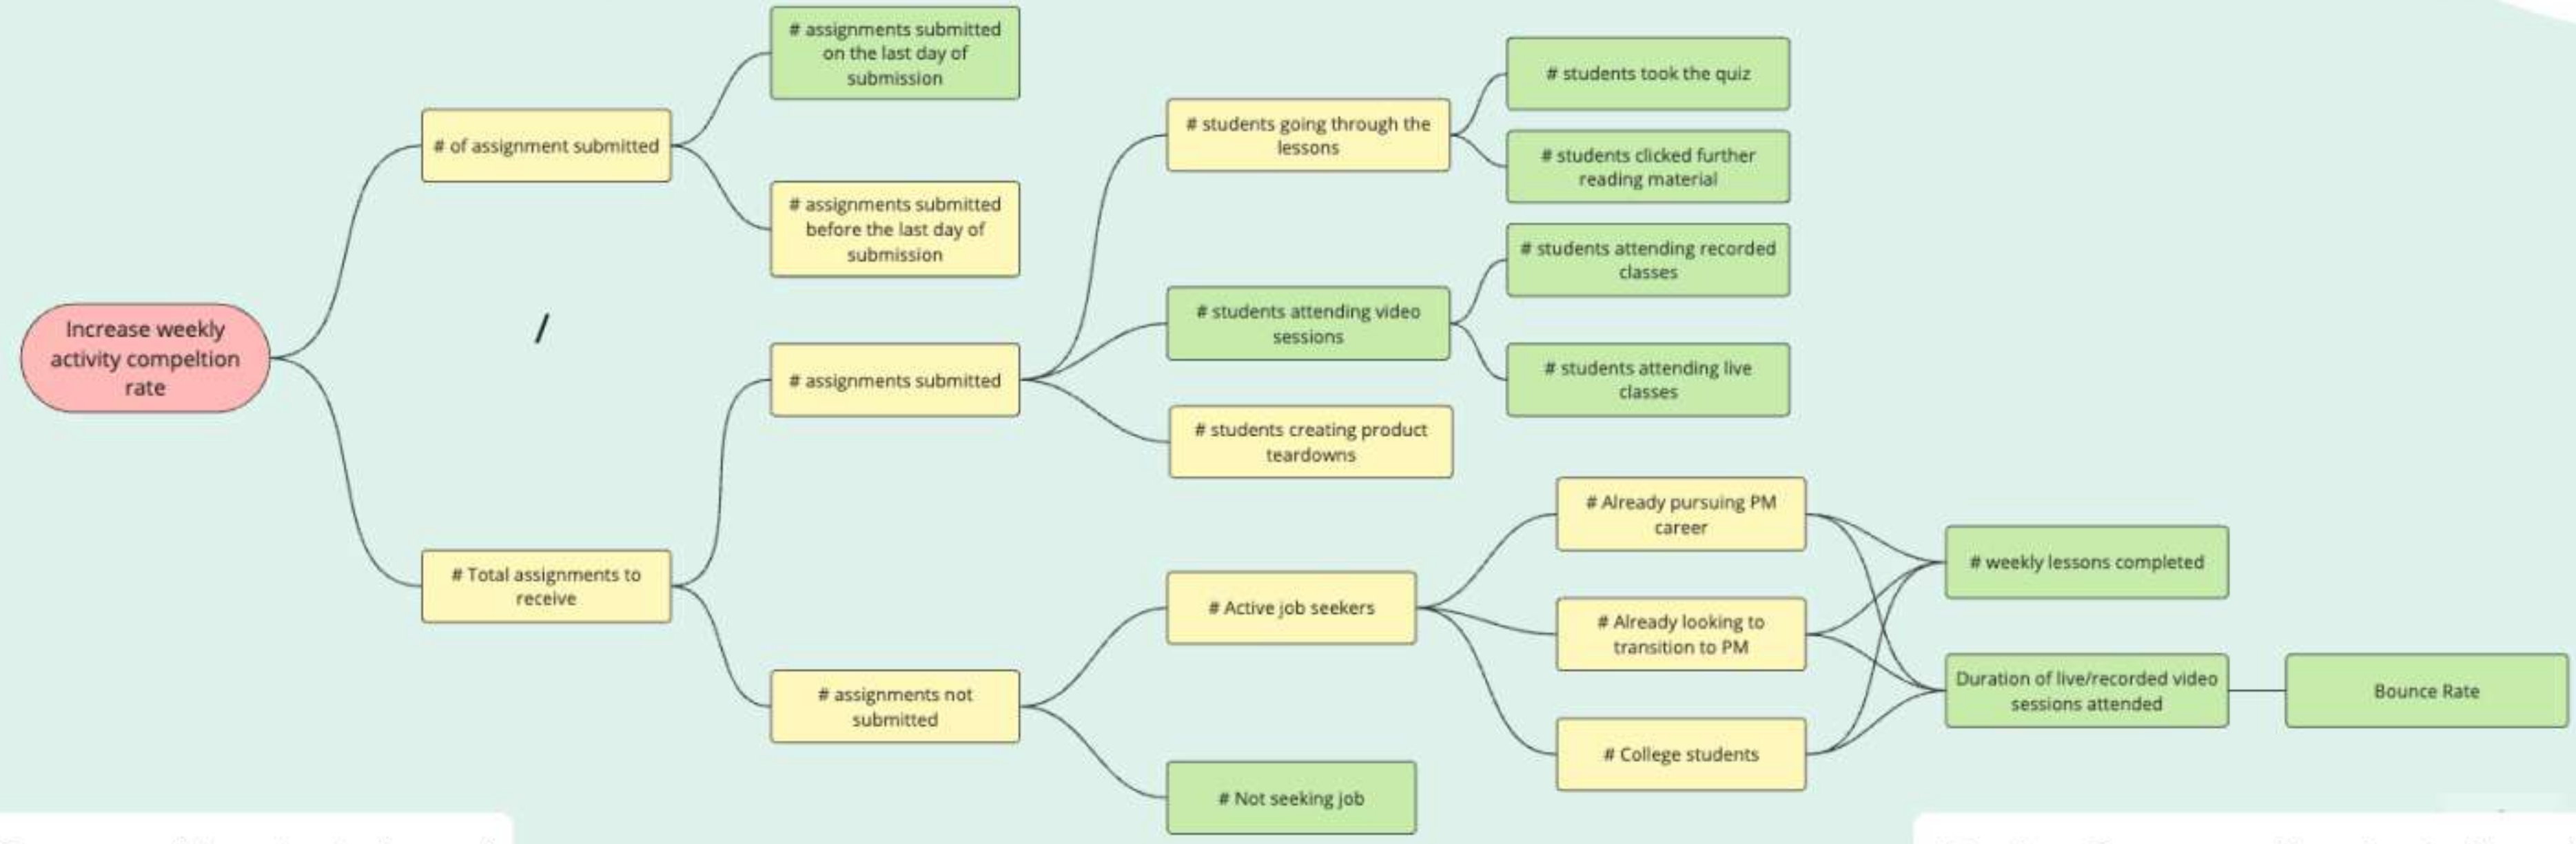 # assignments submitted
on the last day of
submission
# of assignment submitted
# assignments submitted
before the last day of
submission
Increase weekly
activity compeltion
rate
/
# Total assignments to
receive
# assignments submitted
# assignments not
submitted
# students going through the
lessons
# students took the quiz
# students clicked further
reading material
# students attending video
sessions
# students attending recorded
classes
# students attending live
classes
# students creating product
teardowns
# Active job seekers
# Already pursuing PM
career
# Already looking to
transition to PM
# College students
# Not seeking job
# weekly lessons completed
Duration of live/recorded video
sessions attended
Bounce Rate